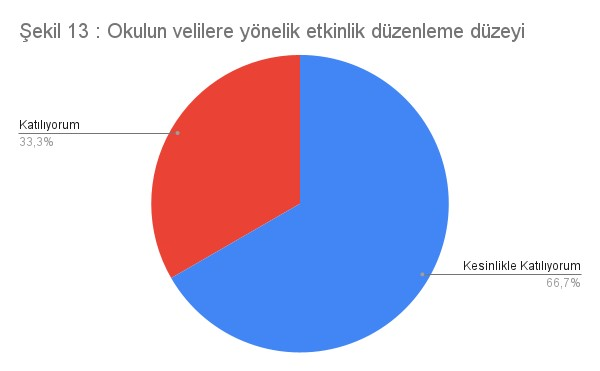 Şekil 13 : Okulun velilere yönelik etkinlik düzenleme düzeyi
Katılıyorum
33,3%
Kesinlikle Katılıyorum
66,7%